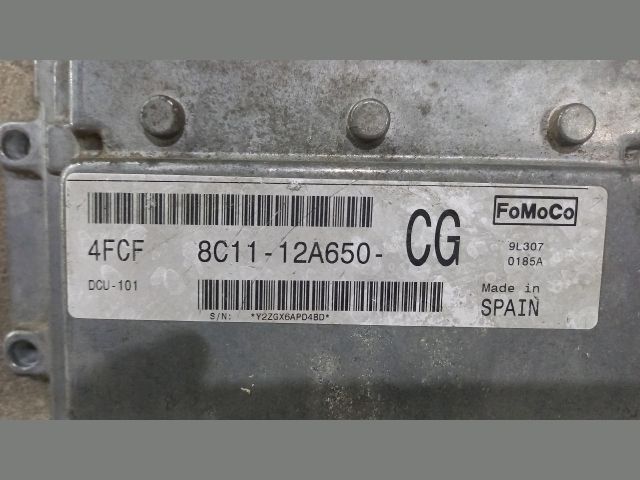 FoMoCo
4FCF 8C11-12A650- CG
9L307
0185A
DCU-101
Made in
SPAIN
S/N: *Y2ZGX6APD4BD*